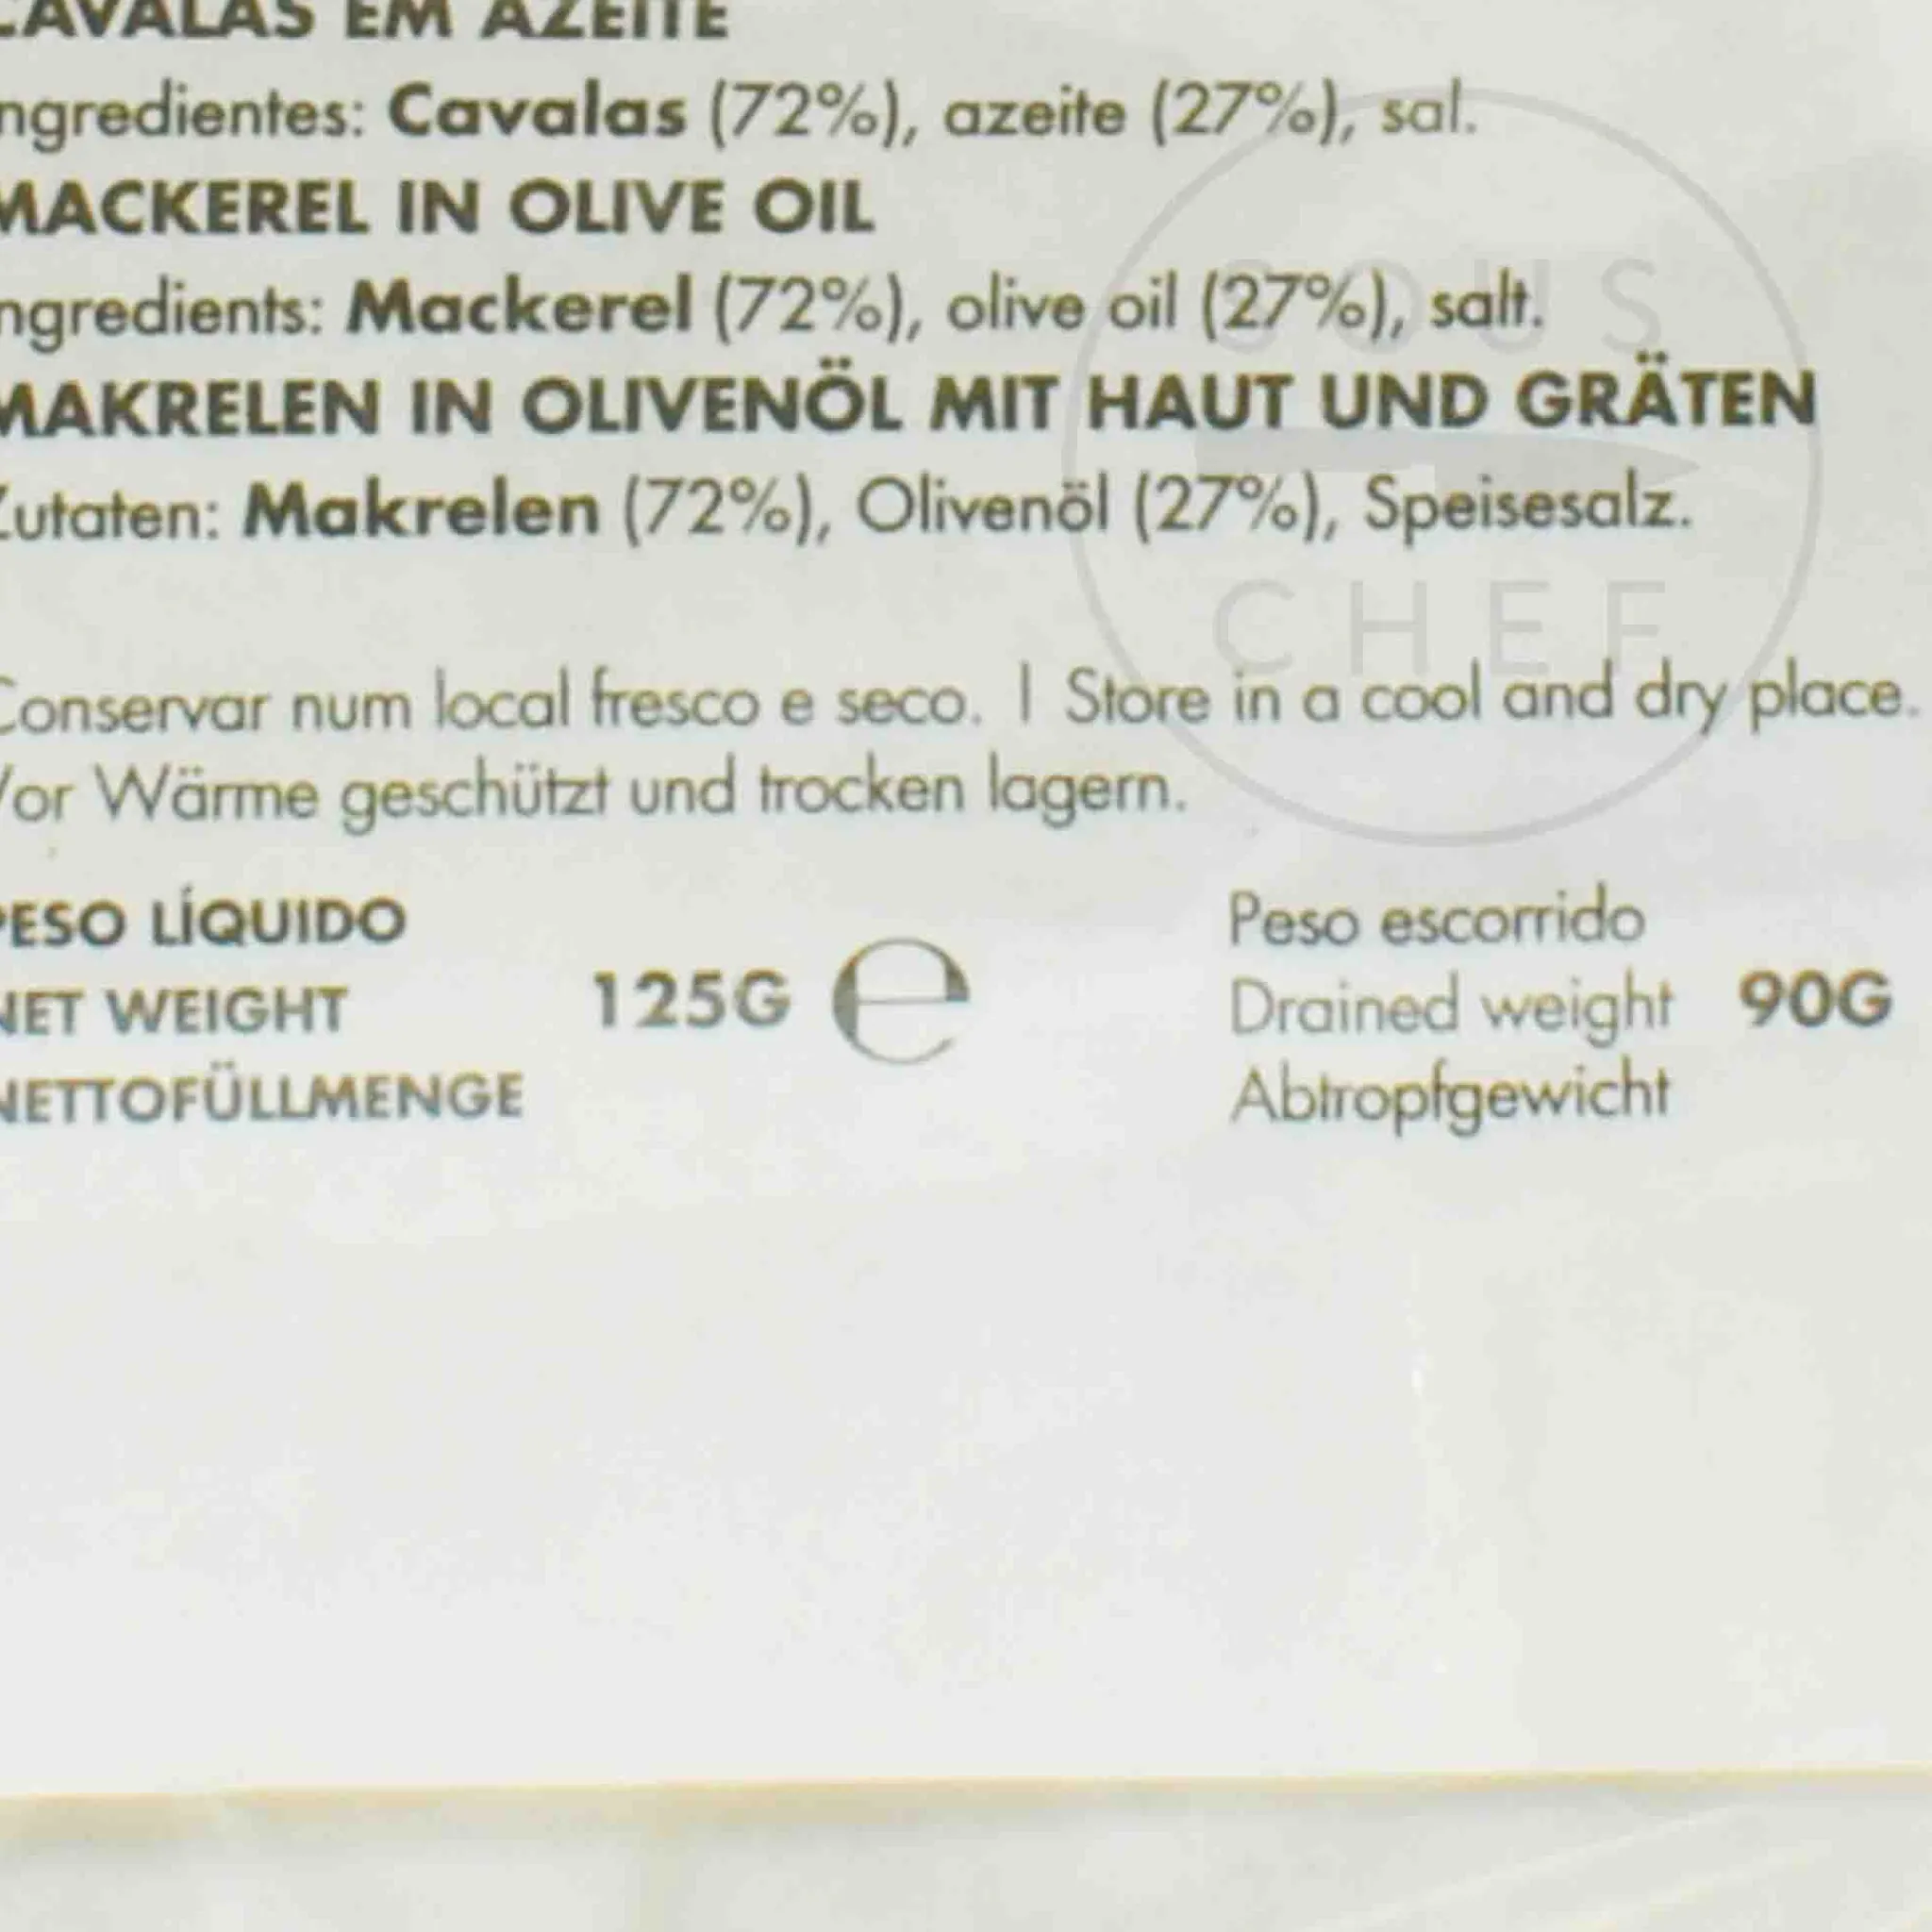 CAVALAS EM AZEITE
ngredientes: Cavalas (72%), azeite (27%), sal.
MACKEREL IN OLIVE OIL
ngredients: Mackerel (72%), olive oil (27%), salt.
MAKRELEN IN OLIVENÖL MIT HAUT UND GRÄTEN
Zutaten: Makrelen (72%), Olivenöl (27%), Speisesalz.
SOUS
CHEF
Conservar num local fresco e seco. | Store in a cool and dry place.
Vor Wärme geschützt und trocken lagern.
PESO LÍQUIDO
NET WEIGHT 125G e
NETTOFÜLLMENGE
Peso escorrido
Drained weight 90G
Abtropfgewicht